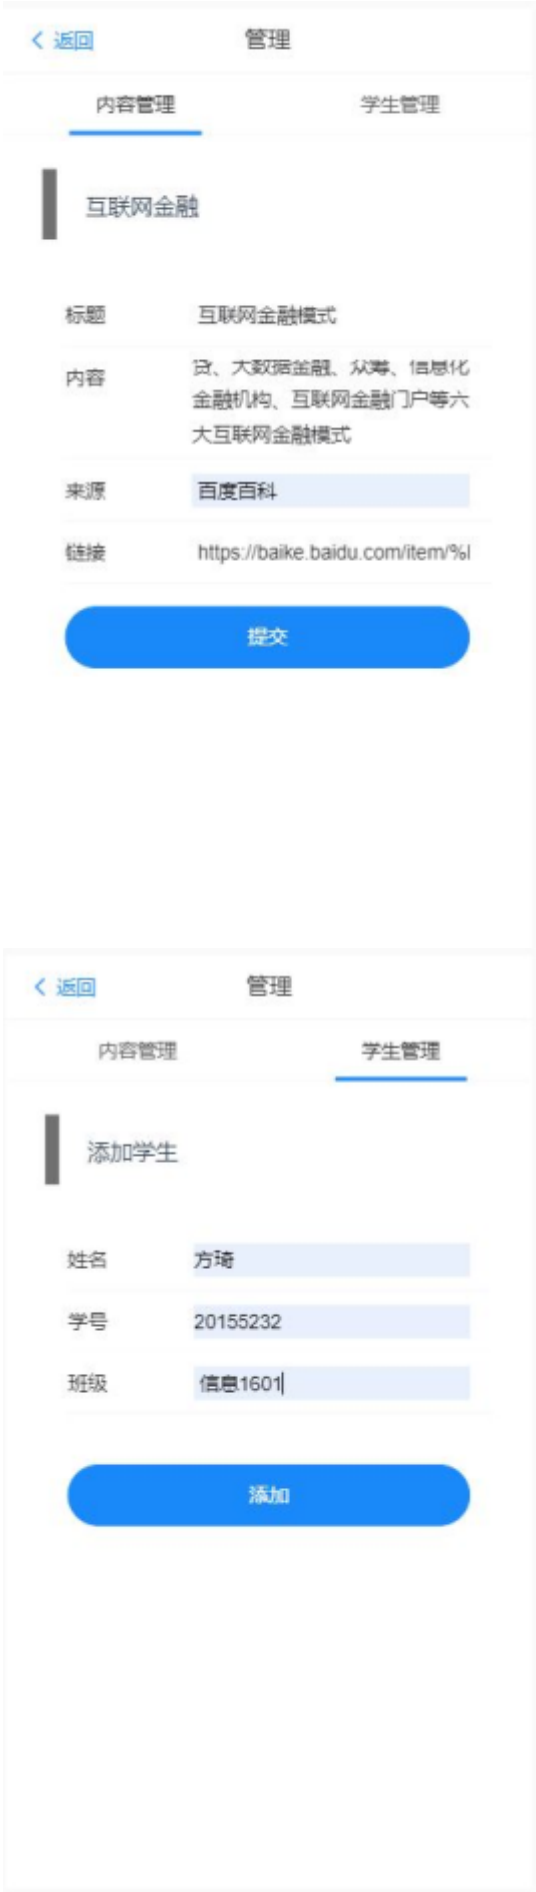 返回 管理
内容管理 学生管理
互联网金融
标题 互联网金融模式
贷、大数据金融、众筹、信息化
内容
金融机构、互联网金融门户等六
大互联网金融模式
来源 百度百科
链接 https://baike.baidu.com/item/%
提交
返回 管理
内容管理 学生管理
添加学生
姓名 方琦
学号 20155232
班级 信息1601
添加